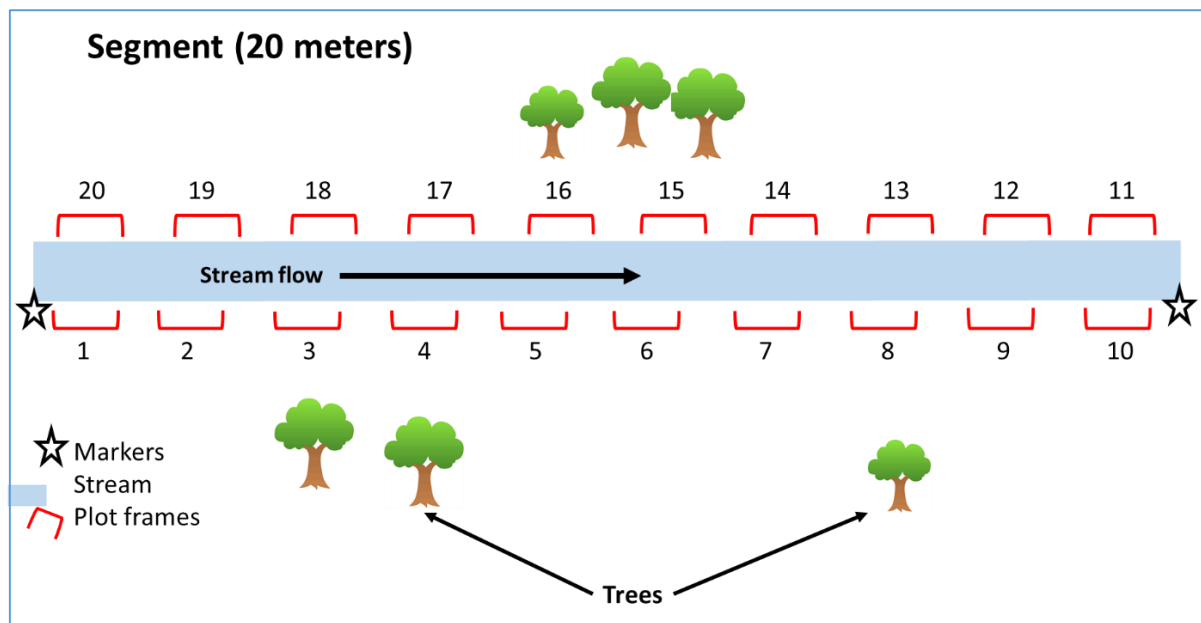 Segment (20 meters)
20 19 18 17 16 15 14 13 12 11
Stream flow
1 2 3 4 5 6 7 8 9 10
Markers
Stream
Plot frames
Trees